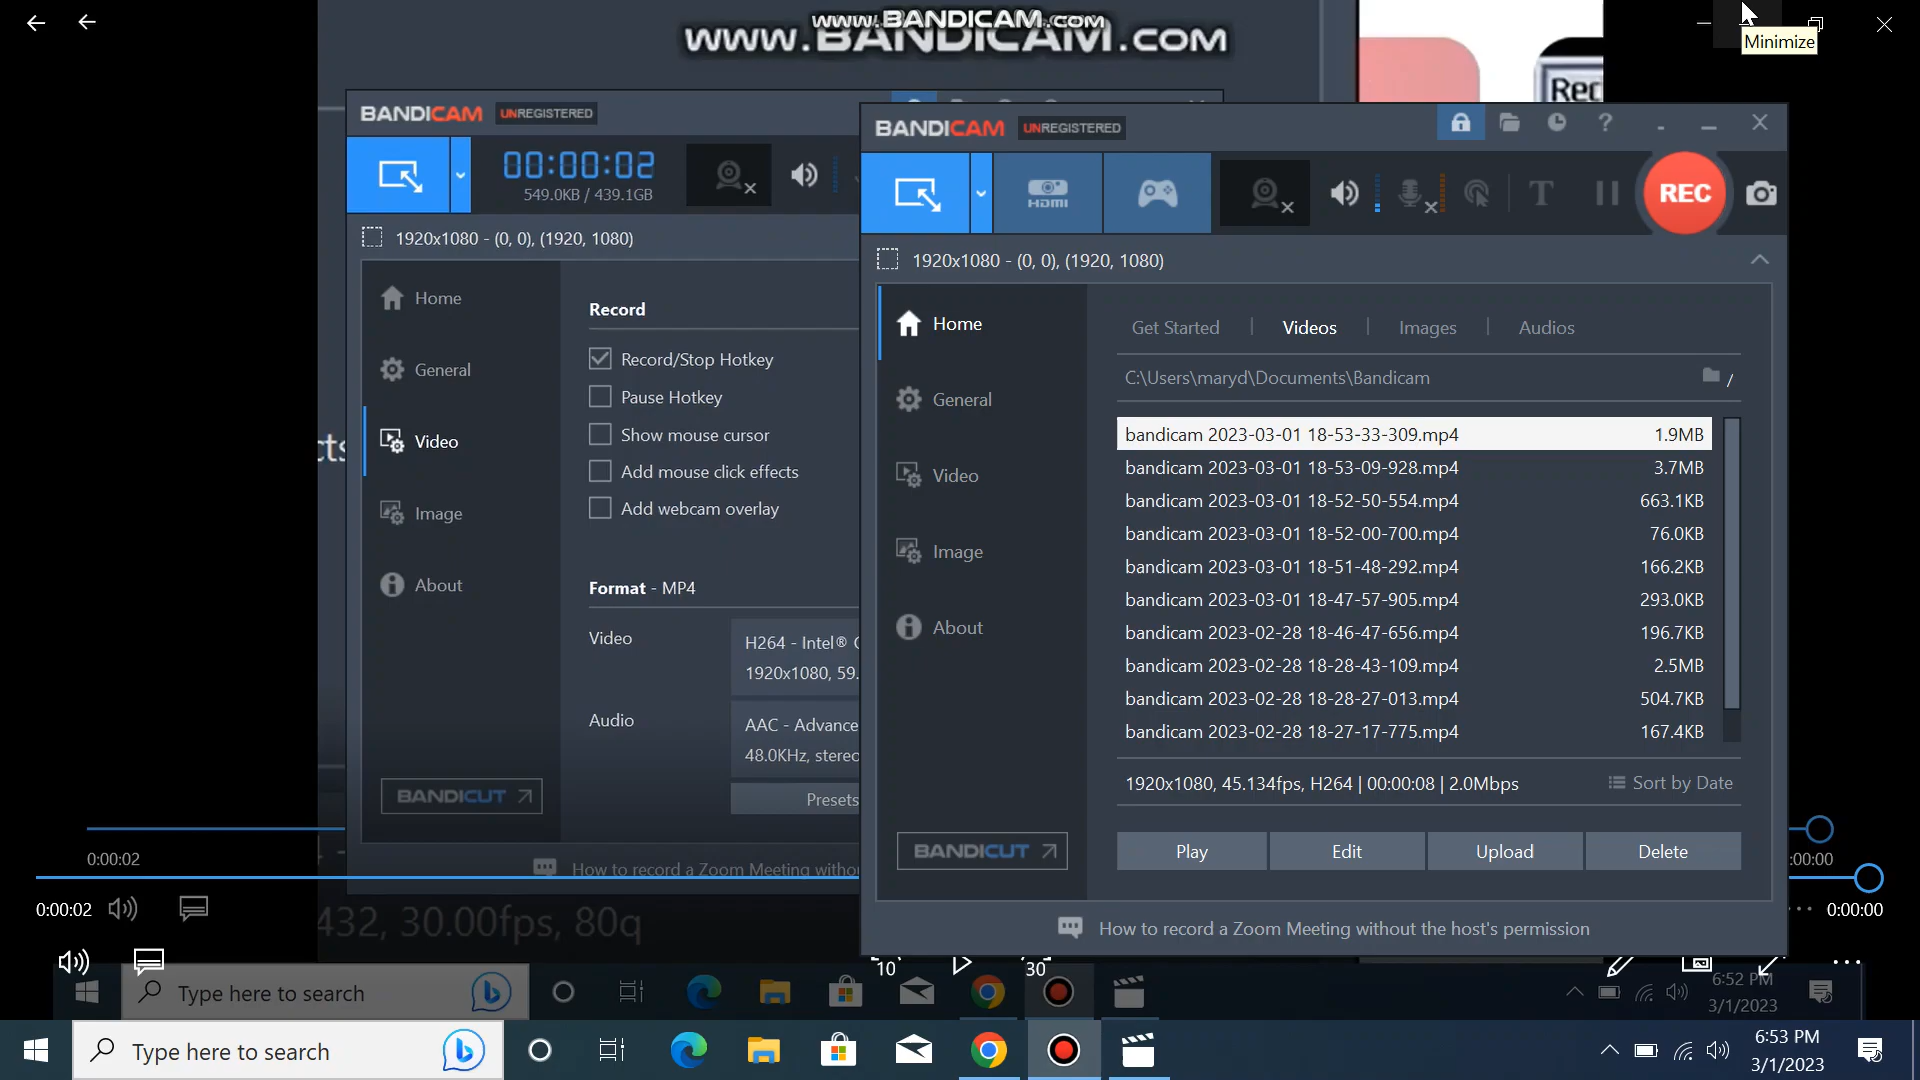 www.BANDICAM.com
www.BANDICAM.com
Minimize
Rec
BANDICAM UNREGISTERED
00:00:02
549.0KB / 439.1GB
1920x1080 - (0, 0), (1920, 1080)
Home
General
Video
Image
About
BANDICUT
Record
Record/Stop Hotkey
Pause Hotkey
Show mouse cursor
Add mouse click effects
Add webcam overlay
Format - MP4
Video
H264 - Intel®
1920x1080, 59.
Audio
AAC - Advance
48.0KHz, stereo
Presets
How to record a Zoom Meeting witho
BANDICAM UNREGISTERED
HDMI
T
REC
1920x1080 - (0, 0), (1920, 1080)
Home
General
Video
Image
About
BANDICUT
Get Started | Videos | Images | Audios
C:\Users\maryd\Documents\Bandicam
bandicam 2023-03-01 18-53-33-309.mp4 1.9MB
bandicam 2023-03-01 18-53-09-928.mp4 3.7MB
bandicam 2023-03-01 18-52-50-554.mp4 663.1KB
bandicam 2023-03-01 18-52-00-700.mp4 76.0KB
bandicam 2023-03-01 18-51-48-292.mp4 166.2KB
bandicam 2023-03-01 18-47-57-905.mp4 293.0KB
bandicam 2023-02-28 18-46-47-656.mp4 196.7KB
bandicam 2023-02-28 18-28-43-109.mp4 2.5MB
bandicam 2023-02-28 18-28-27-013.mp4 504.7KB
bandicam 2023-02-28 18-27-17-775.mp4 167.4KB
1920x1080, 45.134fps, H264 | 00:00:08 | 2.0Mbps
Sort by Date
Play
Edit
Upload
Delete
How to record a Zoom Meeting without the host's permission
cts
0:00:02
:00:00
0:00:02
0:00:00
432, 30.00fps, 80q
10
30
Type here to search
6:52 PM
3/1/2023
Type here to search
6:53 PM
3/1/2023